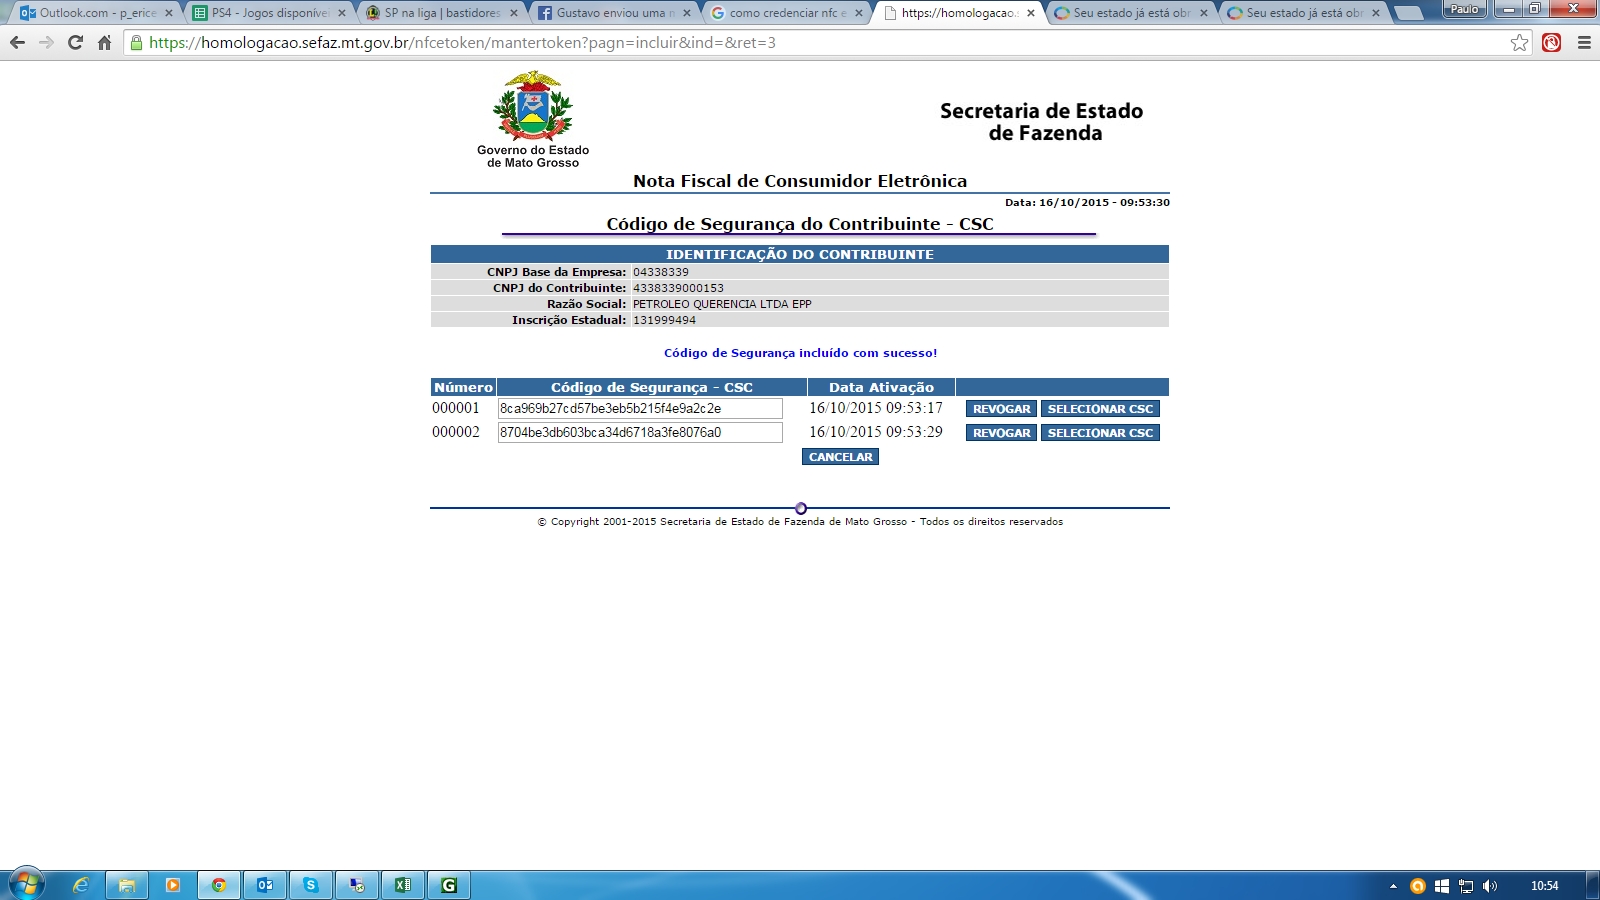 Outlook.com - p_erice
PS4 - Jogos disponívei
SP na liga | bastidores
Gustavo enviou uma m
como credenciar nfc e
https://homologacao.s
Seu estado já está obr
Seu estado já está obr
Paulo
https://homologacao.sefaz.mt.gov.br/nfcetoken/mantertoken?pagn=incluir&ind=&ret=3
Governo do Estado
de Mato Grosso
Secretaria de Estado
de Fazenda
Nota Fiscal de Consumidor Eletrônica
Data: 16/10/2015 - 09:53:30
Código de Segurança do Contribuinte - CSC
IDENTIFICAÇÃO DO CONTRIBUINTE
CNPJ Base da Empresa: 04338339
CNPJ do Contribuinte: 4338339000153
Razão Social: PETROLEO QUERENCIA LTDA EPP
Inscrição Estadual: 131999494
Código de Segurança incluído com sucesso!
Número Código de Segurança - CSC Data Ativação
000001 8ca969b27cd57be3eb5b215f4e9a2c2e 16/10/2015 09:53:17 REVOGAR SELECIONAR CSC
000002 8704be3db603bca34d6718a3fe8076a0 16/10/2015 09:53:29 REVOGAR SELECIONAR CSC
CANCELAR
© Copyright 2001-2015 Secretaria de Estado de Fazenda de Mato Grosso - Todos os direitos reservados
10:54